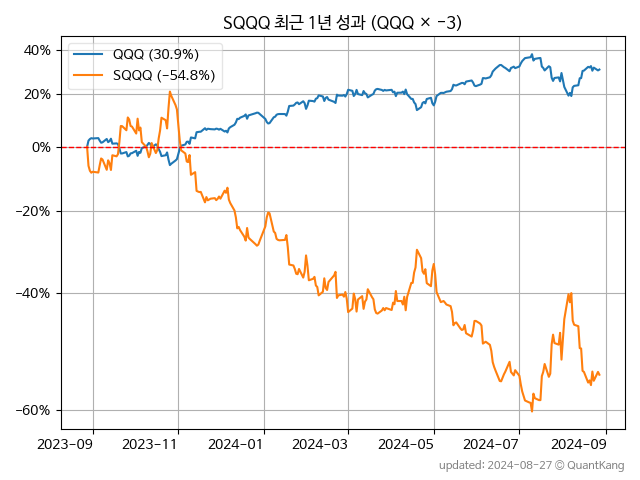 SQQQ 최근 1년 성과 (QQQ × −3)
QQQ (30.9%)
SQQQ (−54.8%)
40%
20%
0%
−20%
−40%
−60%
2023-09 2023-11 2024-01 2024-03 2024-05 2024-07 2024-09
updated: 2024-08-27 © QuantKang